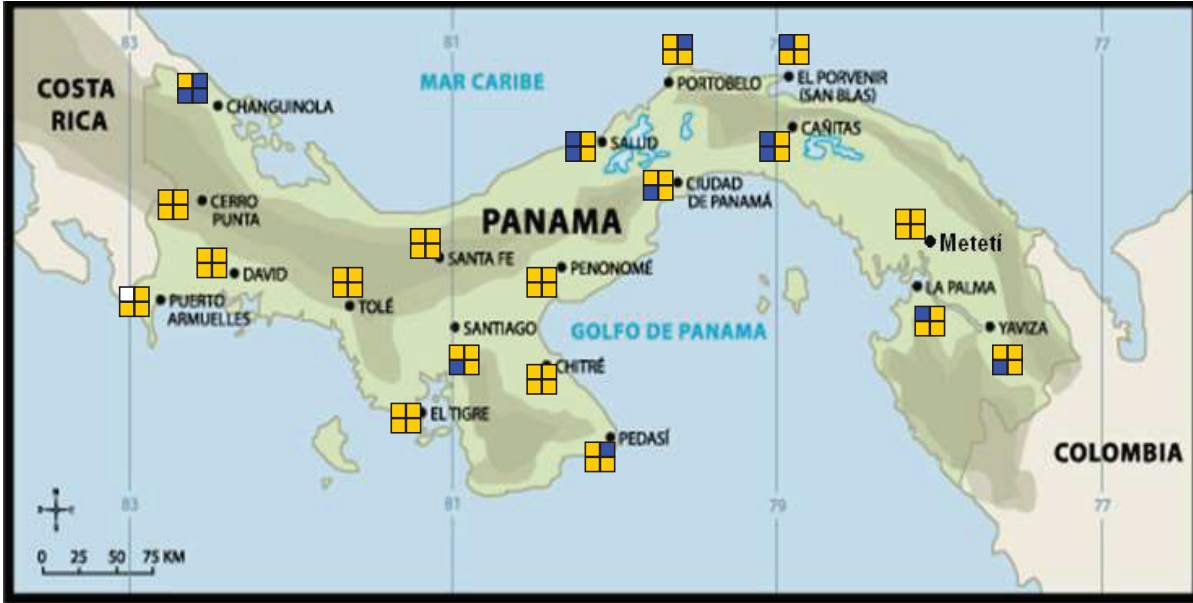 83
81
79
77
COSTA
RICA
MAR CARIBE
PORTOBELO
EL PORVENIR
(SAN BLAS)
CHANGUINOLA
SALUD
CAÑITAS
CERRO
PUNTA
CIUDAD
DE PANAMÁ
PANAMA
SANTA FE
PENONOMÉ
Metetí
DAVID
TOLÉ
LA PALMA
PUERTO
ARMUELLES
SANTIAGO
GOLFO DE PANAMA
YAVIZA
CHITRÉ
EL TIGRE
PEDASÍ
COLOMBIA
83
81
79
77
0 25 50 75 KM